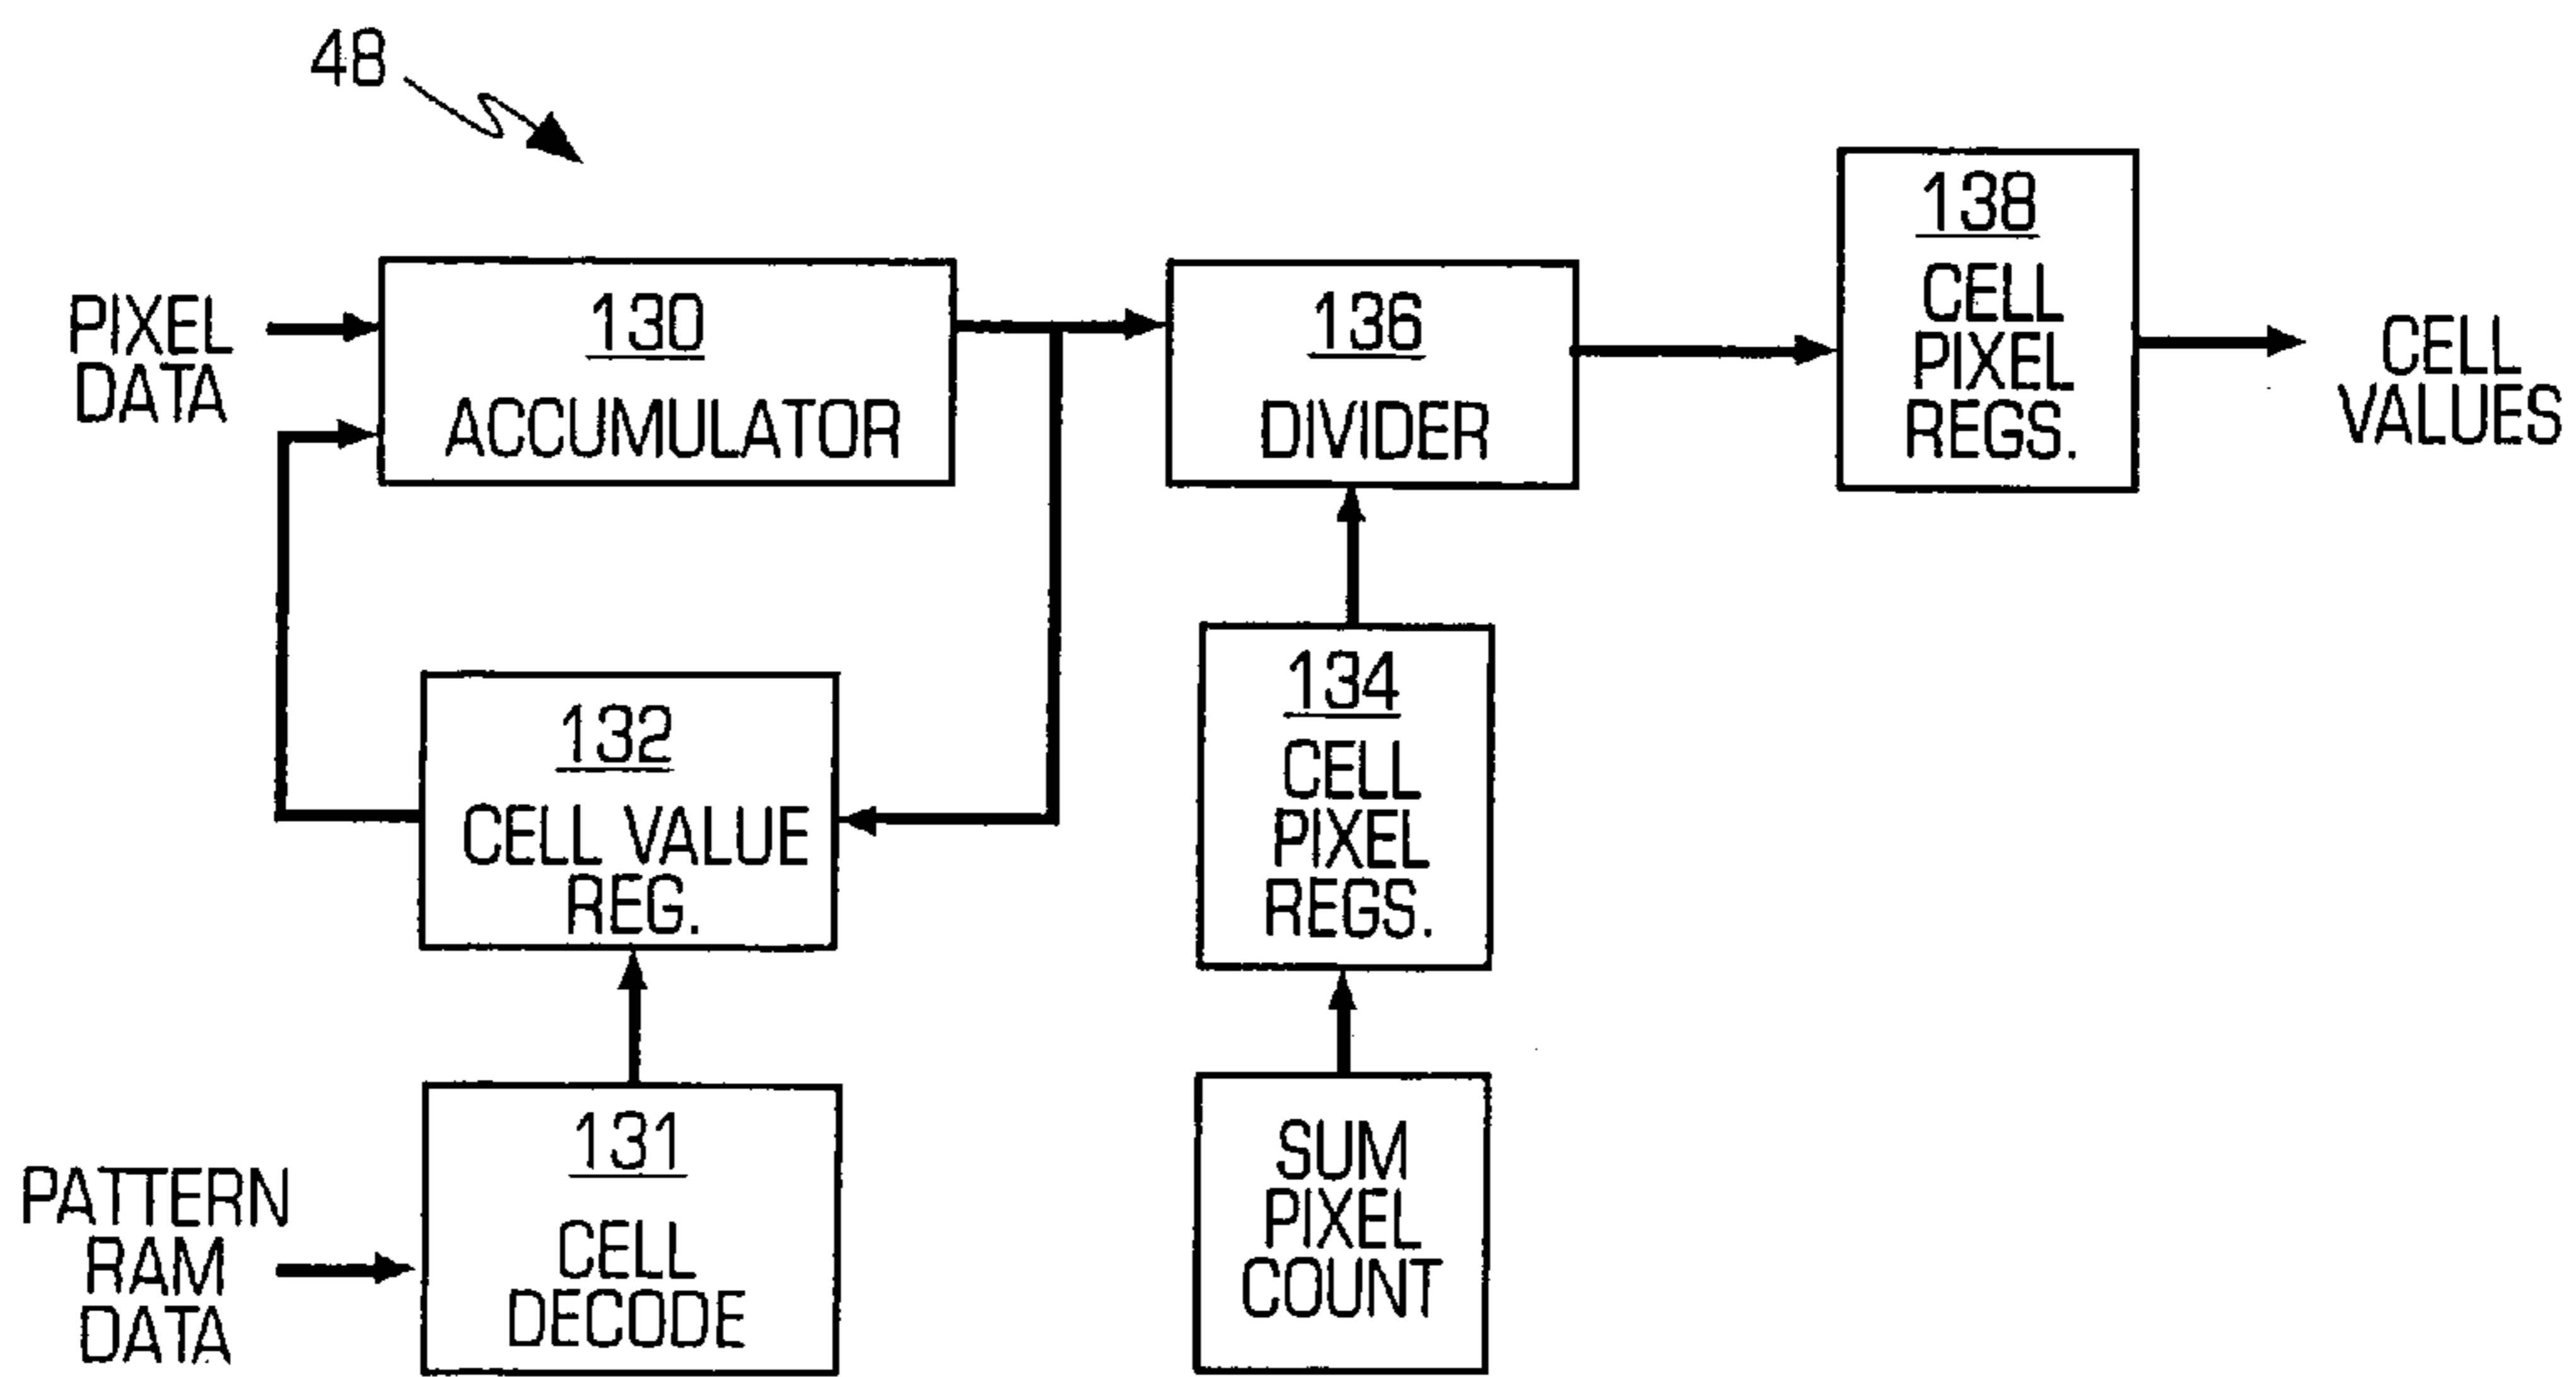 48
PIXEL
DATA
130
ACCUMULATOR
136
DIVIDER
138
CELL
PIXEL
REGS.
CELL
VALUES
132
CELL VALUE
REG.
134
CELL
PIXEL
REGS.
PATTERN
RAM
DATA
131
CELL
DECODE
SUM
PIXEL
COUNT